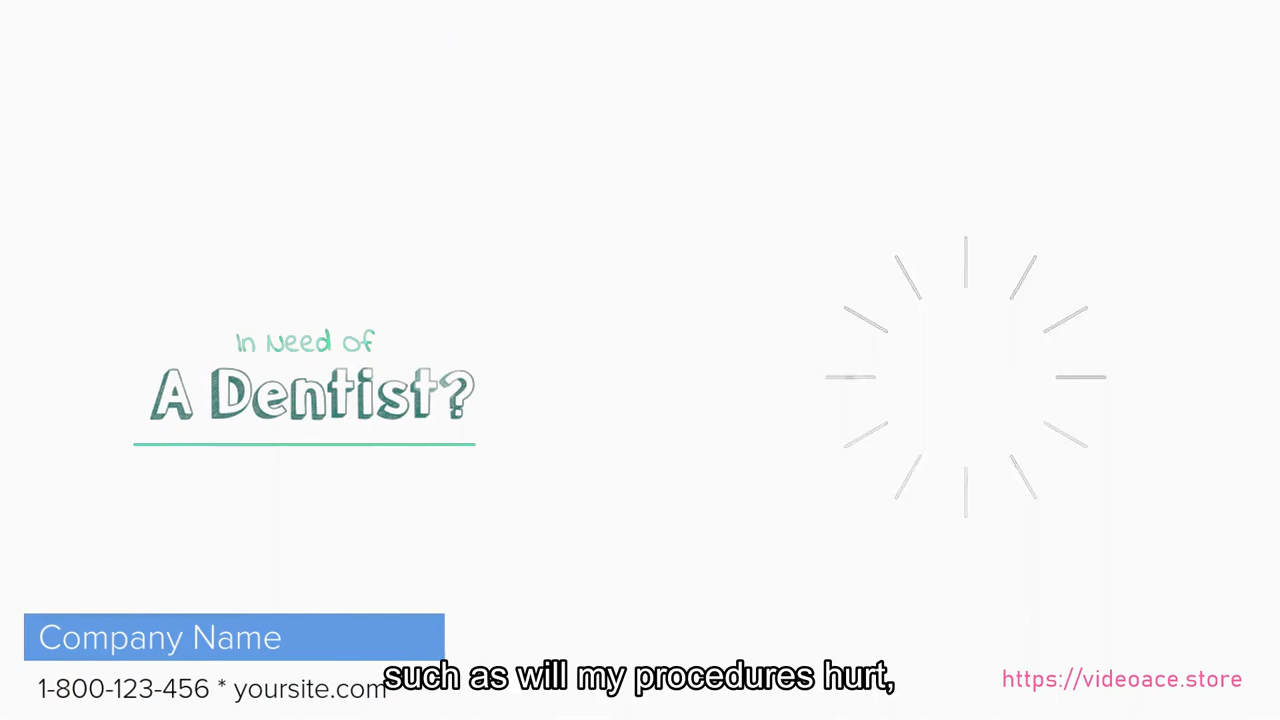 In Need of
A Dentist?
Company Name
1-800-123-456 * yoursite.com
such as will my procedures hurt,
https://videoace.store